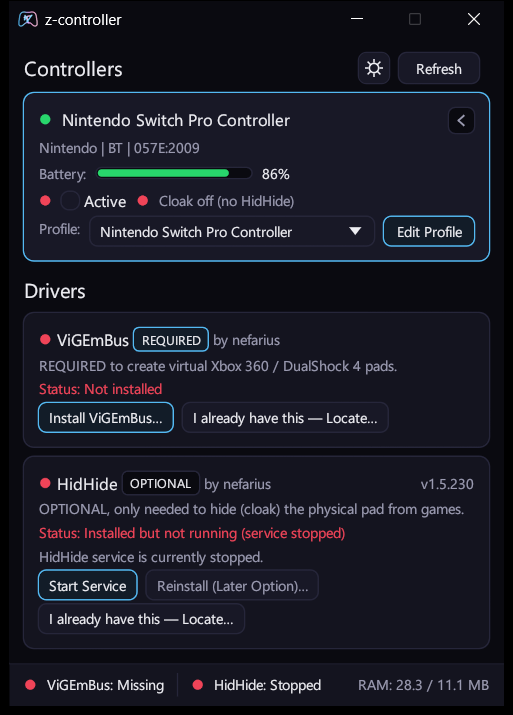 z-controller
Controllers
Refresh
Nintendo Switch Pro Controller
Nintendo | BT | 057E:2009
Battery: 86%
Active Cloak off (no HidHide)
Profile: Nintendo Switch Pro Controller Edit Profile
Drivers
ViGEmBus REQUIRED by nefarius
REQUIRED to create virtual Xbox 360 / DualShock 4 pads.
Status: Not installed
Install ViGEmBus... I already have this — Locate...
HidHide OPTIONAL by nefarius v1.5.230
OPTIONAL, only needed to hide (cloak) the physical pad from games.
Status: Installed but not running (service stopped)
HidHide service is currently stopped.
Start Service Reinstall (Later Option)...
I already have this — Locate...
ViGEmBus: Missing HidHide: Stopped RAM: 28.3 / 11.1 MB